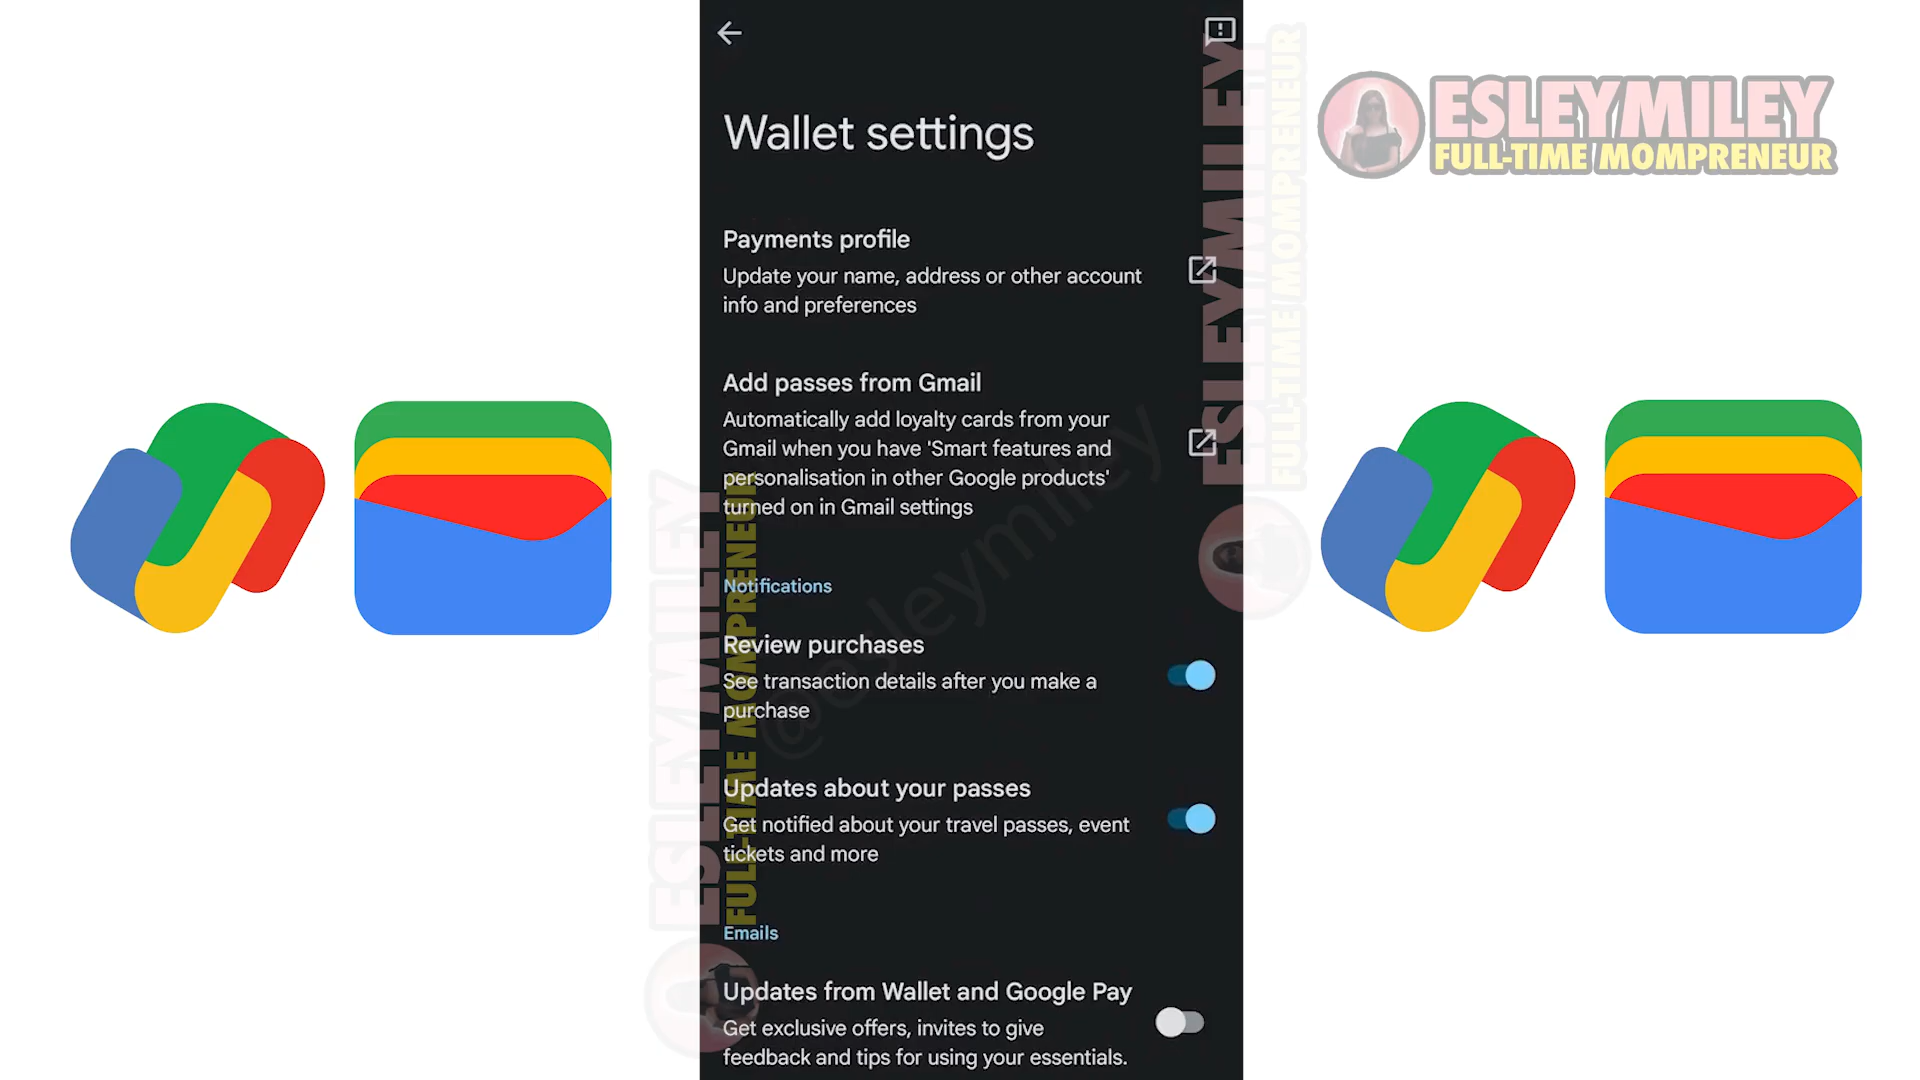 Wallet settings
Payments profile
Update your name, address or other account
info and preferences
Add passes from Gmail
Automatically add loyalty cards from your
Gmail when you have 'Smart features and
personalisation in other Google products'
turned on in Gmail settings
Notifications
Review purchases
See transaction details after you make a
purchase
Updates about your passes
Get notified about your travel passes, event
tickets and more
Emails
Updates from Wallet and Google Pay
Get exclusive offers, invites to give
feedback and tips for using your essentials.
ESLEYMILEY
FULL-TIME MOMPRENEUR
ESLEYMILEY
FULL-TIME MOMPRENEUR
ESLEYMILEY
FULL-TIME MOMPRENEUR
@esleymiley